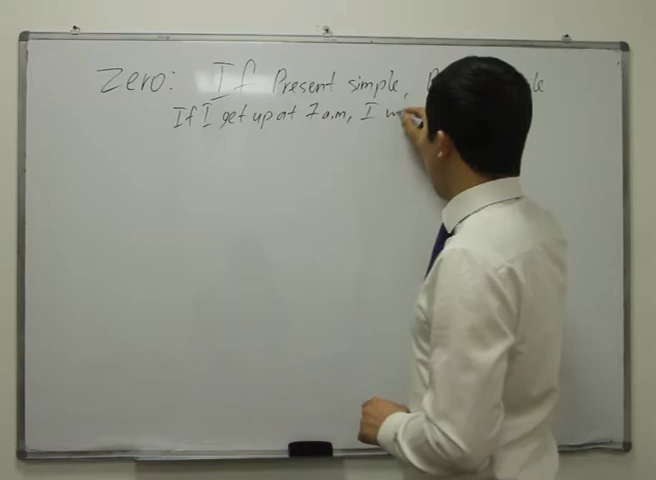 Zero: If Present simple,
If I get up at 7 a.m, I